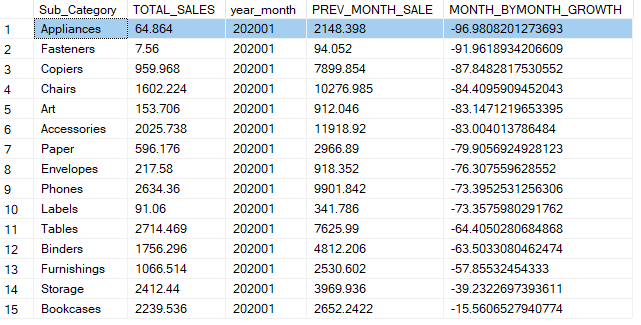 Sub_Category TOTAL_SALES year_month PREV_MONTH_SALE MONTH_BYMONTH_GROWTH
1 Appliances 64.864 202001 2148.398 -96.9808201273693
2 Fasteners 7.56 202001 94.052 -91.9618934206609
3 Copiers 959.968 202001 7899.854 -87.8482817530552
4 Chairs 1602.224 202001 10276.985 -84.4095909452043
5 Art 153.706 202001 912.046 -83.1471219653395
6 Accessories 2025.738 202001 11918.92 -83.004013786484
7 Paper 596.176 202001 2966.89 -79.9056924928123
8 Envelopes 217.58 202001 918.352 -76.307559628552
9 Phones 2634.36 202001 9901.842 -73.3952531256306
10 Labels 91.06 202001 341.786 -73.3575980291762
11 Tables 2714.469 202001 7625.99 -64.4050280684868
12 Binders 1756.296 202001 4812.206 -63.5033080462474
13 Furnishings 1066.514 202001 2530.602 -57.85532454333
14 Storage 2412.44 202001 3969.936 -39.2322697393611
15 Bookcases 2239.536 202001 2652.2422 -15.5606527940774